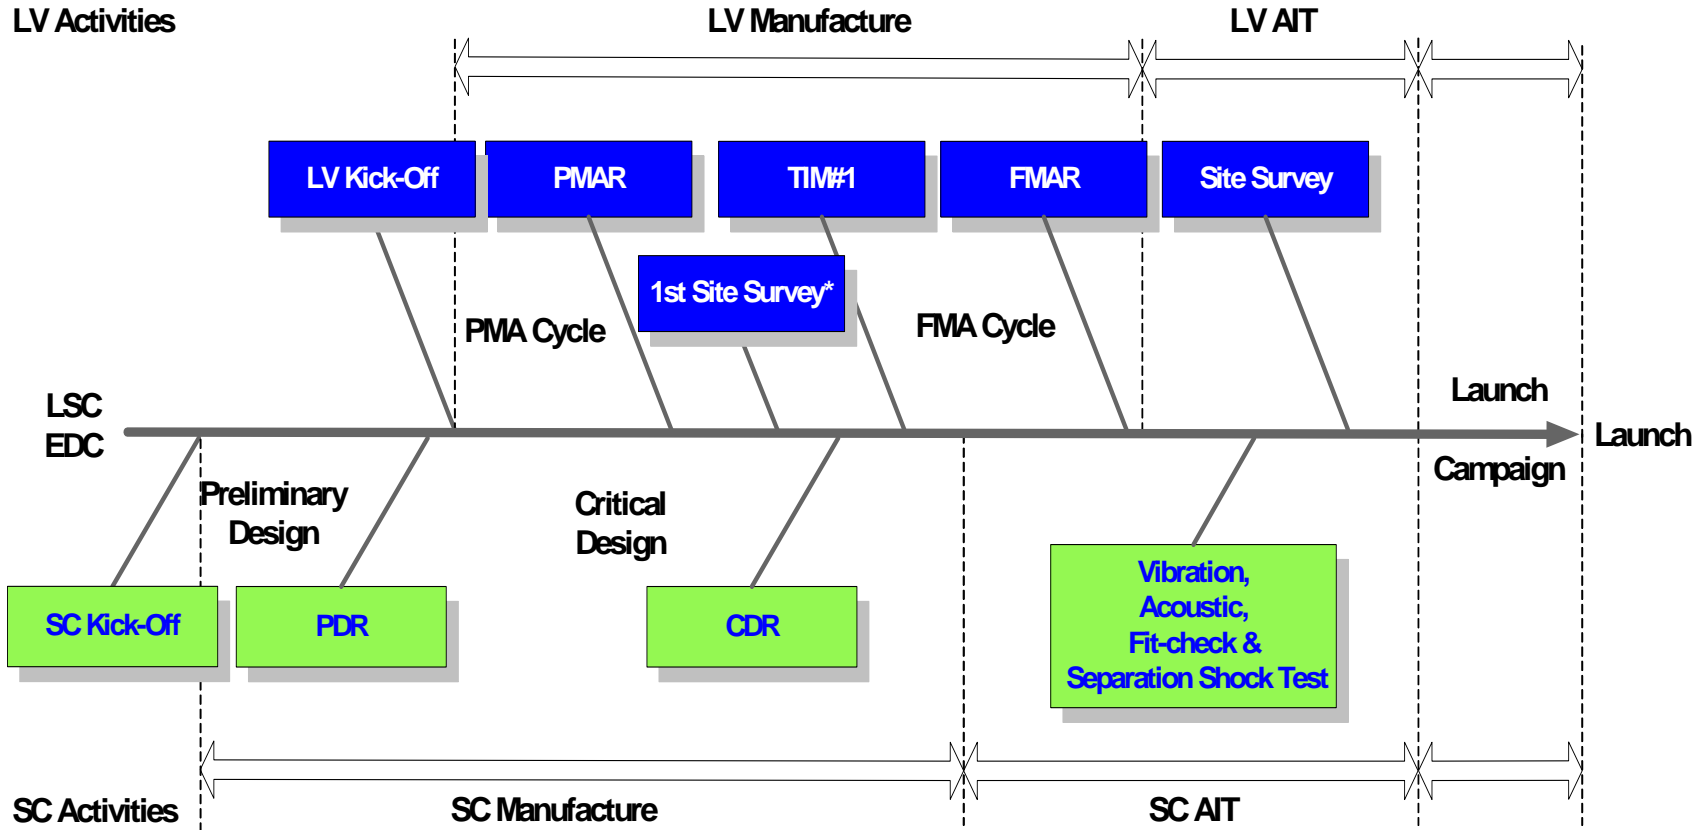 LV Activities
LV Manufacture
LV AIT
LV Kick-Off
PMAR
TIM#1
FMAR
Site Survey
1st Site Survey*
PMA Cycle
FMA Cycle
LSC
EDC
Launch
Campaign
Launch
Preliminary
Design
Critical
Design
SC Kick-Off
PDR
CDR
Vibration,
Acoustic,
Fit-check &
Separation Shock Test
SC Activities
SC Manufacture
SC AIT